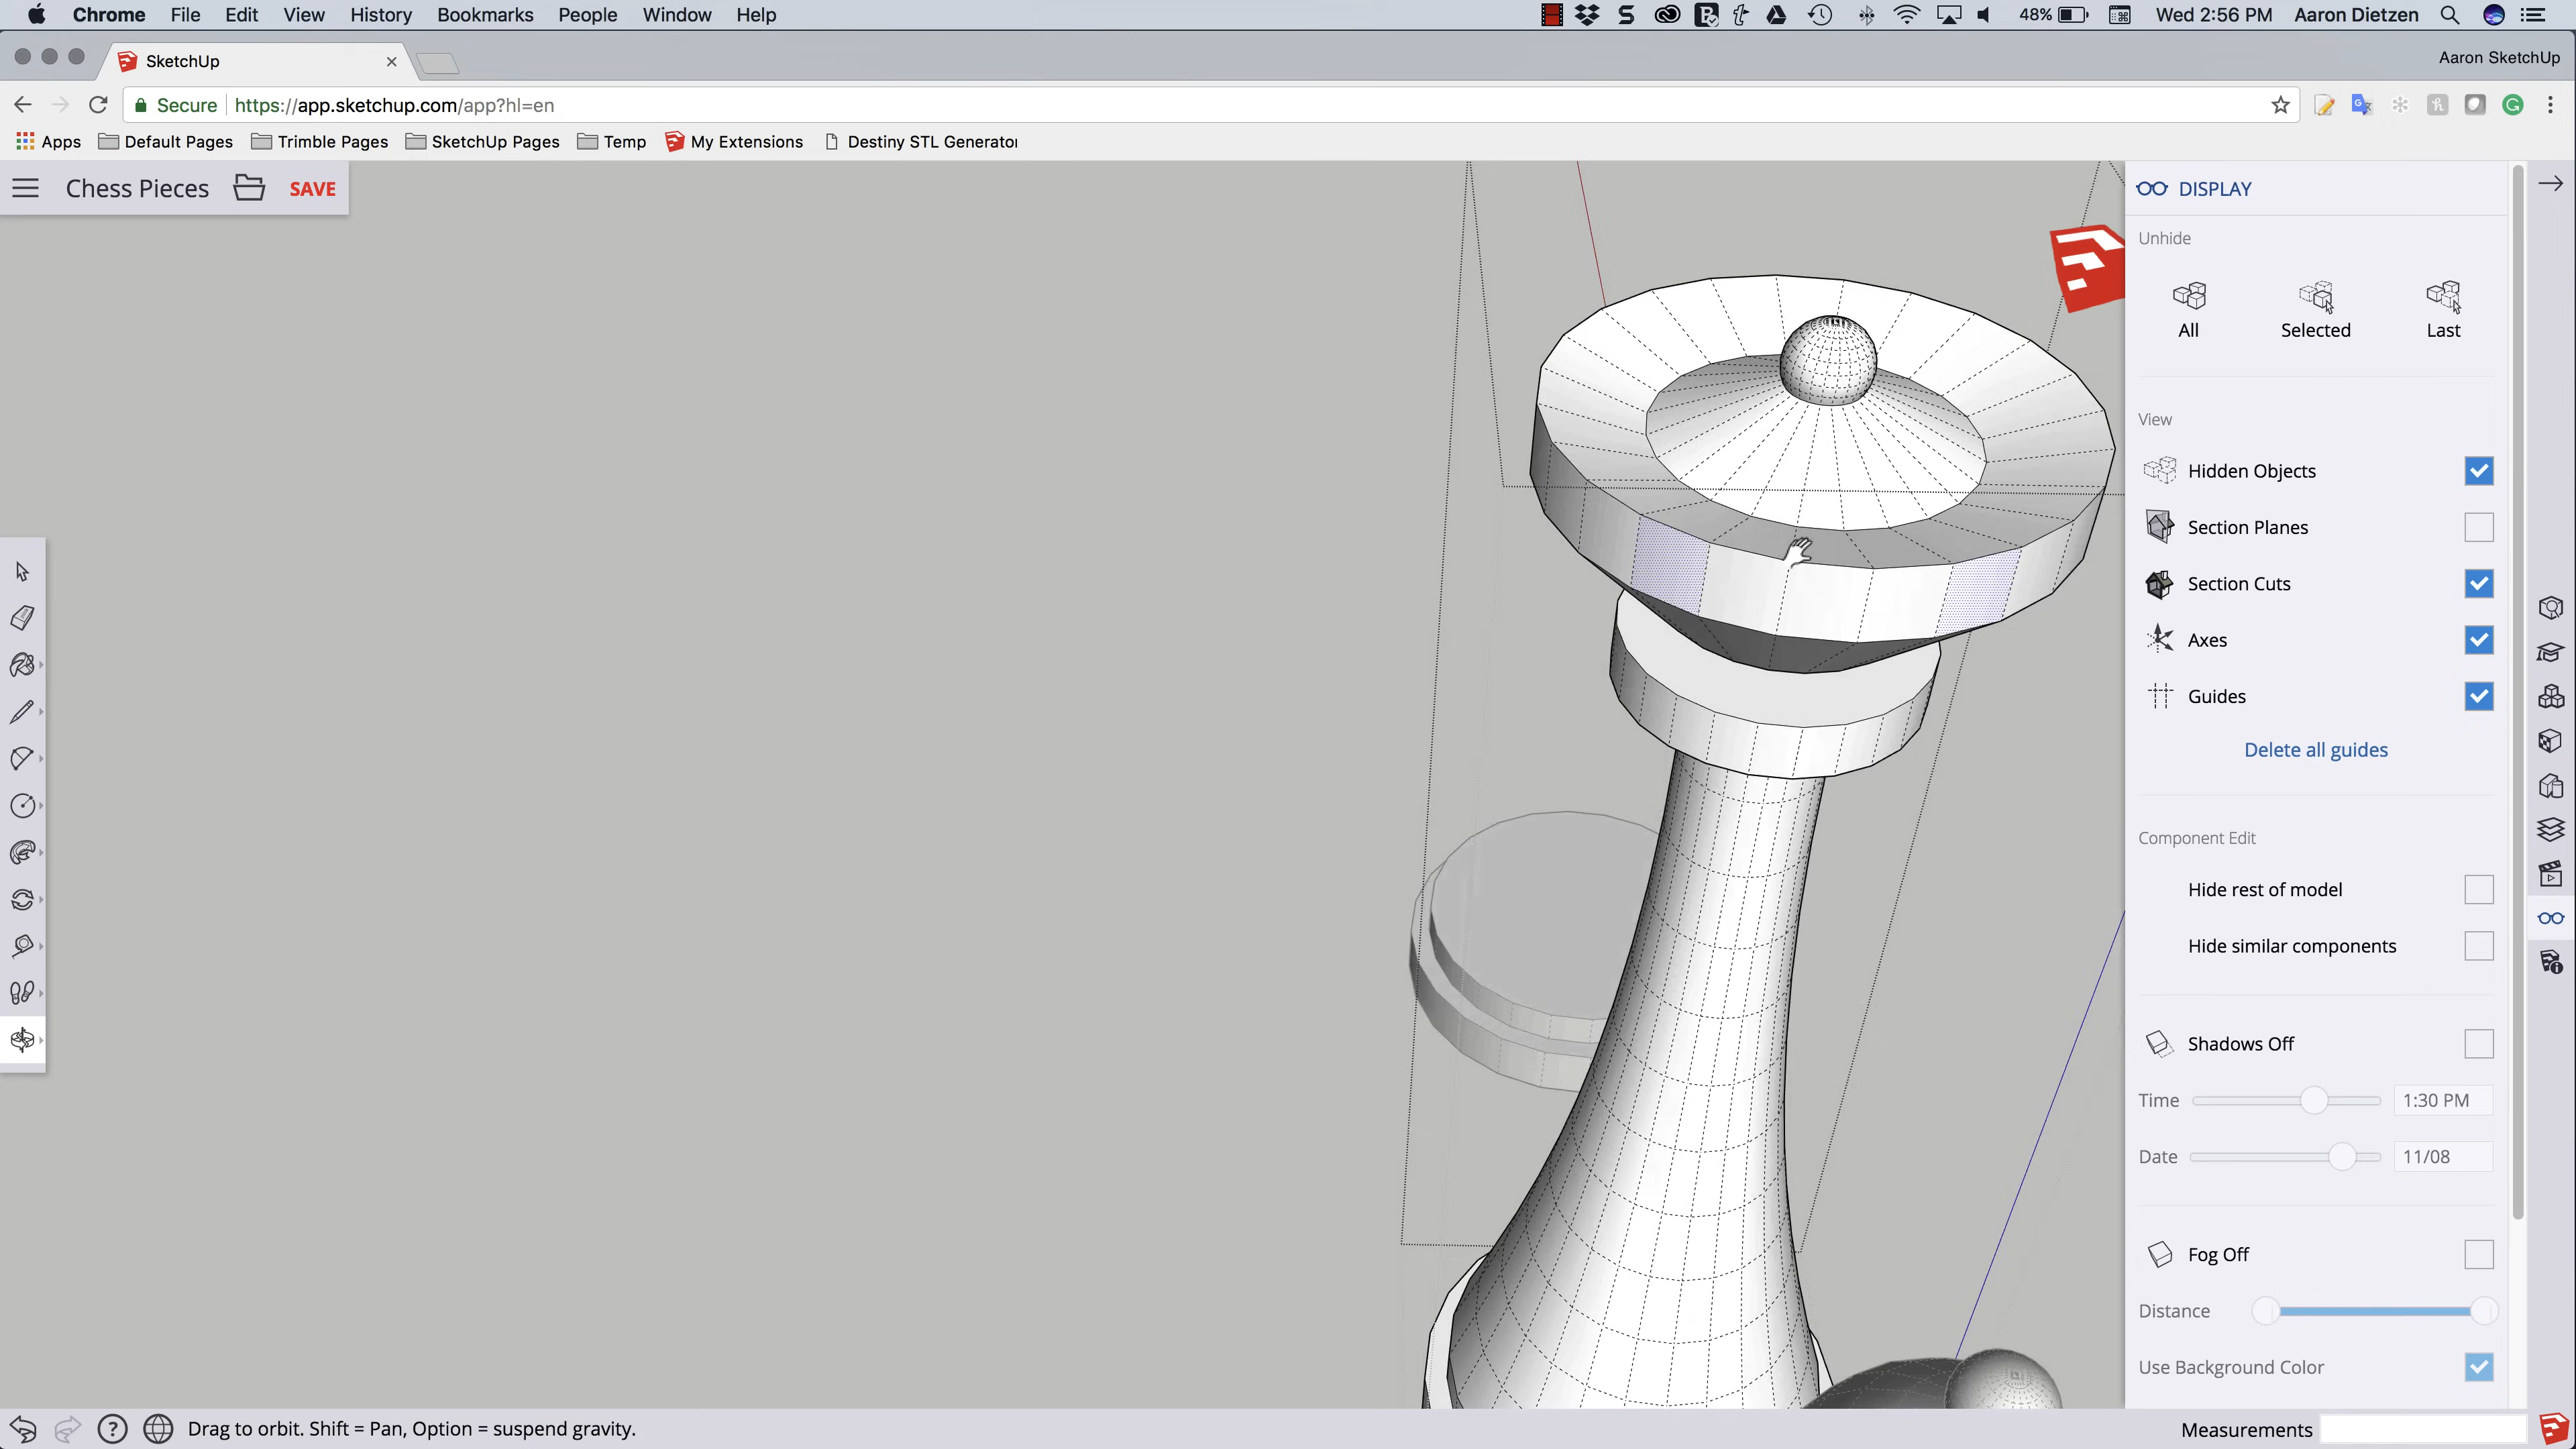 Chrome File Edit View History Bookmarks People Window Help 48% Wed 2:56 PM Aaron Dietzen
SketchUp Aaron SketchUp
Secure https://app.sketchup.com/app?hl=en
Apps Default Pages Trimble Pages SketchUp Pages Temp My Extensions Destiny STL Generator
Chess Pieces SAVE
DISPLAY
Unhide
All Selected Last
View
Hidden Objects
Section Planes
Section Cuts
Axes
Guides
Delete all guides
Component Edit
Hide rest of model
Hide similar components
Shadows Off
Time 1:30 PM
Date 11/08
Fog Off
Distance
Use Background Color
Drag to orbit. Shift = Pan, Option = suspend gravity.
Measurements